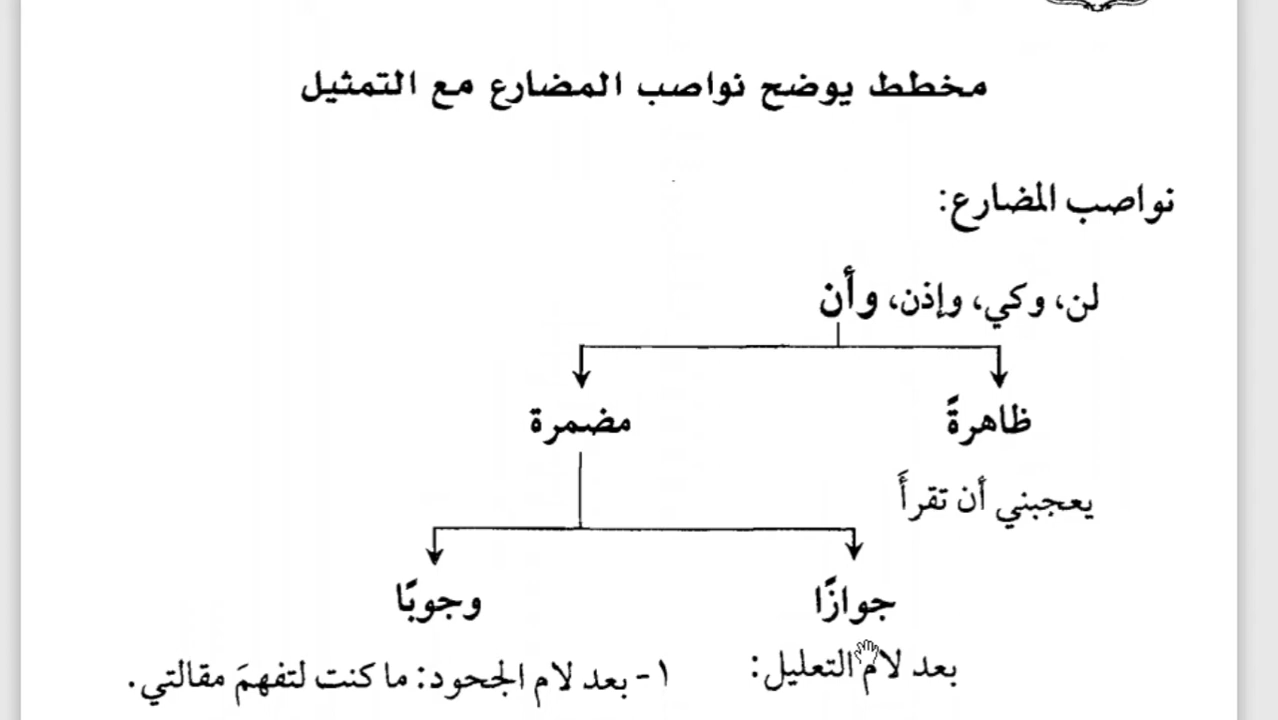 مخطط يوضح نواصب المضارع مع التمثيل
نواصب المضارع:
لن، وكي، وإذن، وأن
ظاهرةً
مضمرة
يعجبني أن تقرأَ
جوازًا
وجوبًا
بعد لام التعليل:
١- بعد لام الجحود: ما كنت لتفهمَ مقالتي.